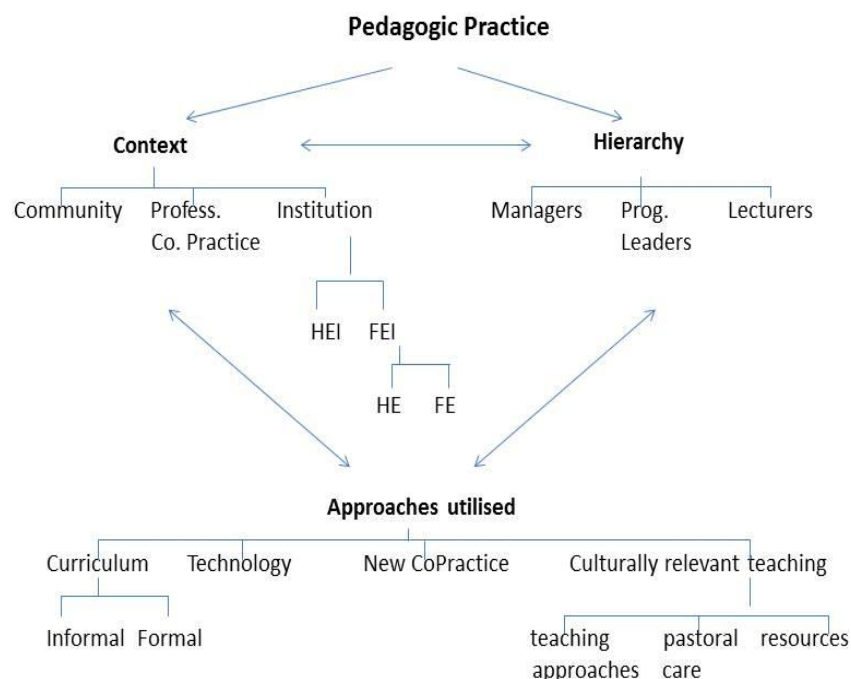 Pedagogic Practice
Context
Hierarchy
Community
Profess.
Co. Practice
Institution
Managers
Prog.
Leaders
Lecturers
HEI
FEI
HE
FE
Approaches utilised
Curriculum
Technology
New CoPractice
Culturally relevant teaching
Informal
Formal
teaching
approaches
pastoral
care
resources